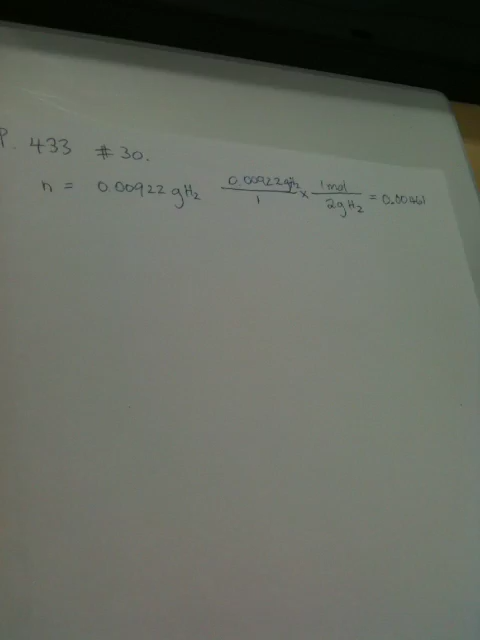 P. 433 #30.
n = 0.00922 gH₂ 0.00922gH₂/1 x 1mol/2gH₂ = 0.00461